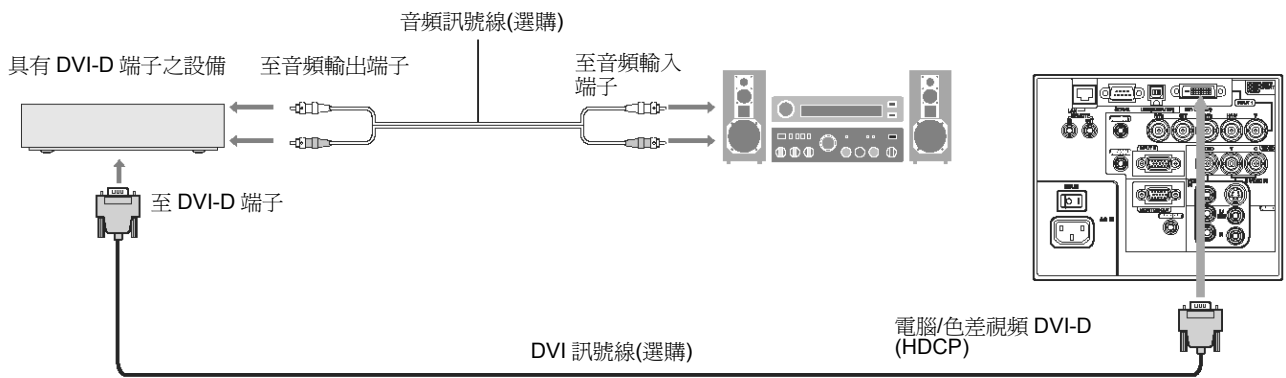 音頻訊號線(選購)
具有 DVI-D 端子之設備
至音頻輸出端子
至音頻輸入
端子
至 DVI-D 端子
電腦/色差視頻 DVI-D
(HDCP)
DVI 訊號線(選購)